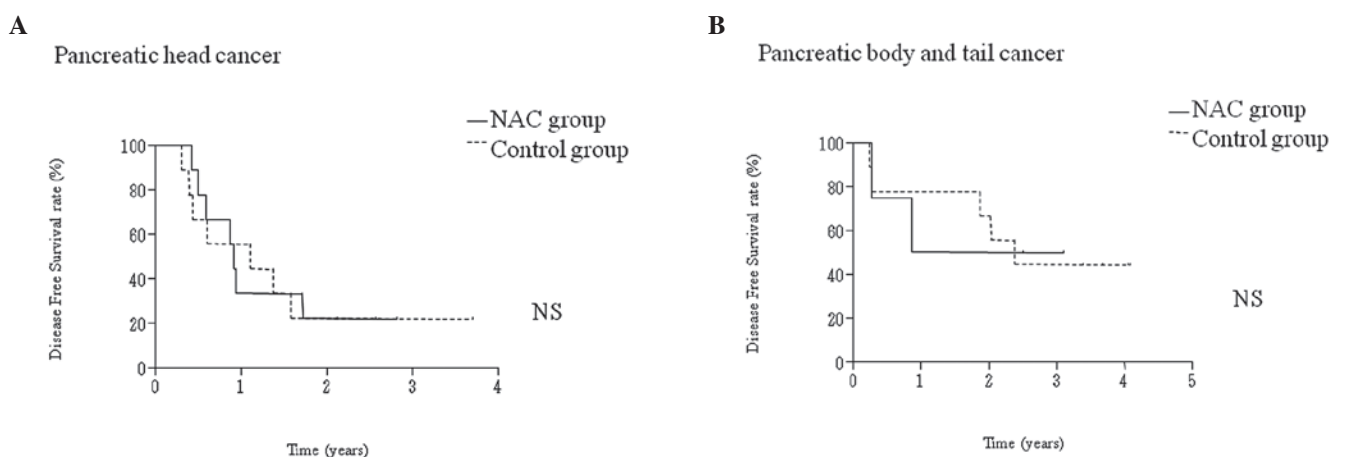 A
Pancreatic head cancer
NAC group
Control group
Disease Free Survival rate (%)
100
80
60
40
20
0
0 1 2 3 4
Time (years)
NS
B
Pancreatic body and tail cancer
NAC group
Control group
Disease Free Survival rate (%)
100
80
60
40
20
0
0 1 2 3 4 5
Time (years)
NS